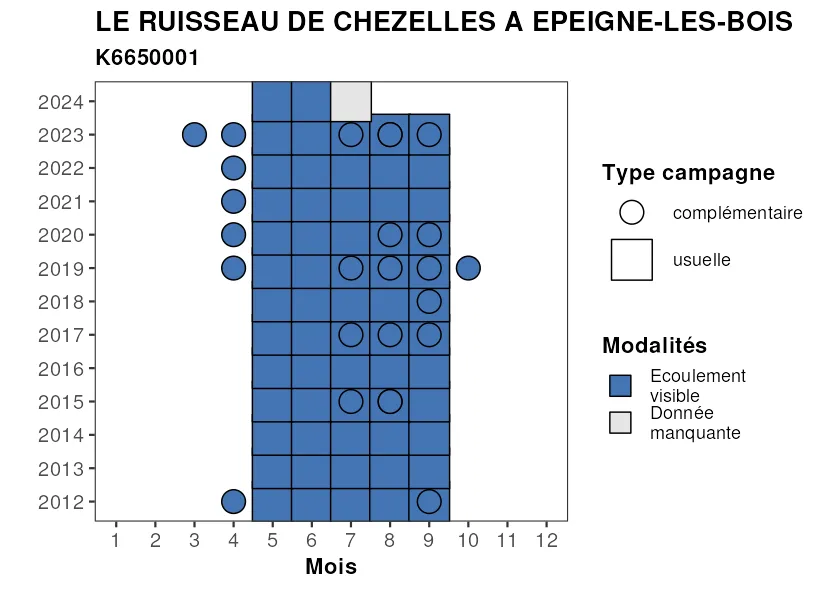 LE RUISSEAU DE CHEZELLES A EPEIGNE-LES-BOIS
K6650001
2024
2023
2022
2021
2020
2019
2018
2017
2016
2015
2014
2013
2012
1 2 3 4 5 6 7 8 9 10 11 12
Mois
Type campagne
complémentaire
usuelle
Modalités
Ecoulement
visible
Donnée
manquante